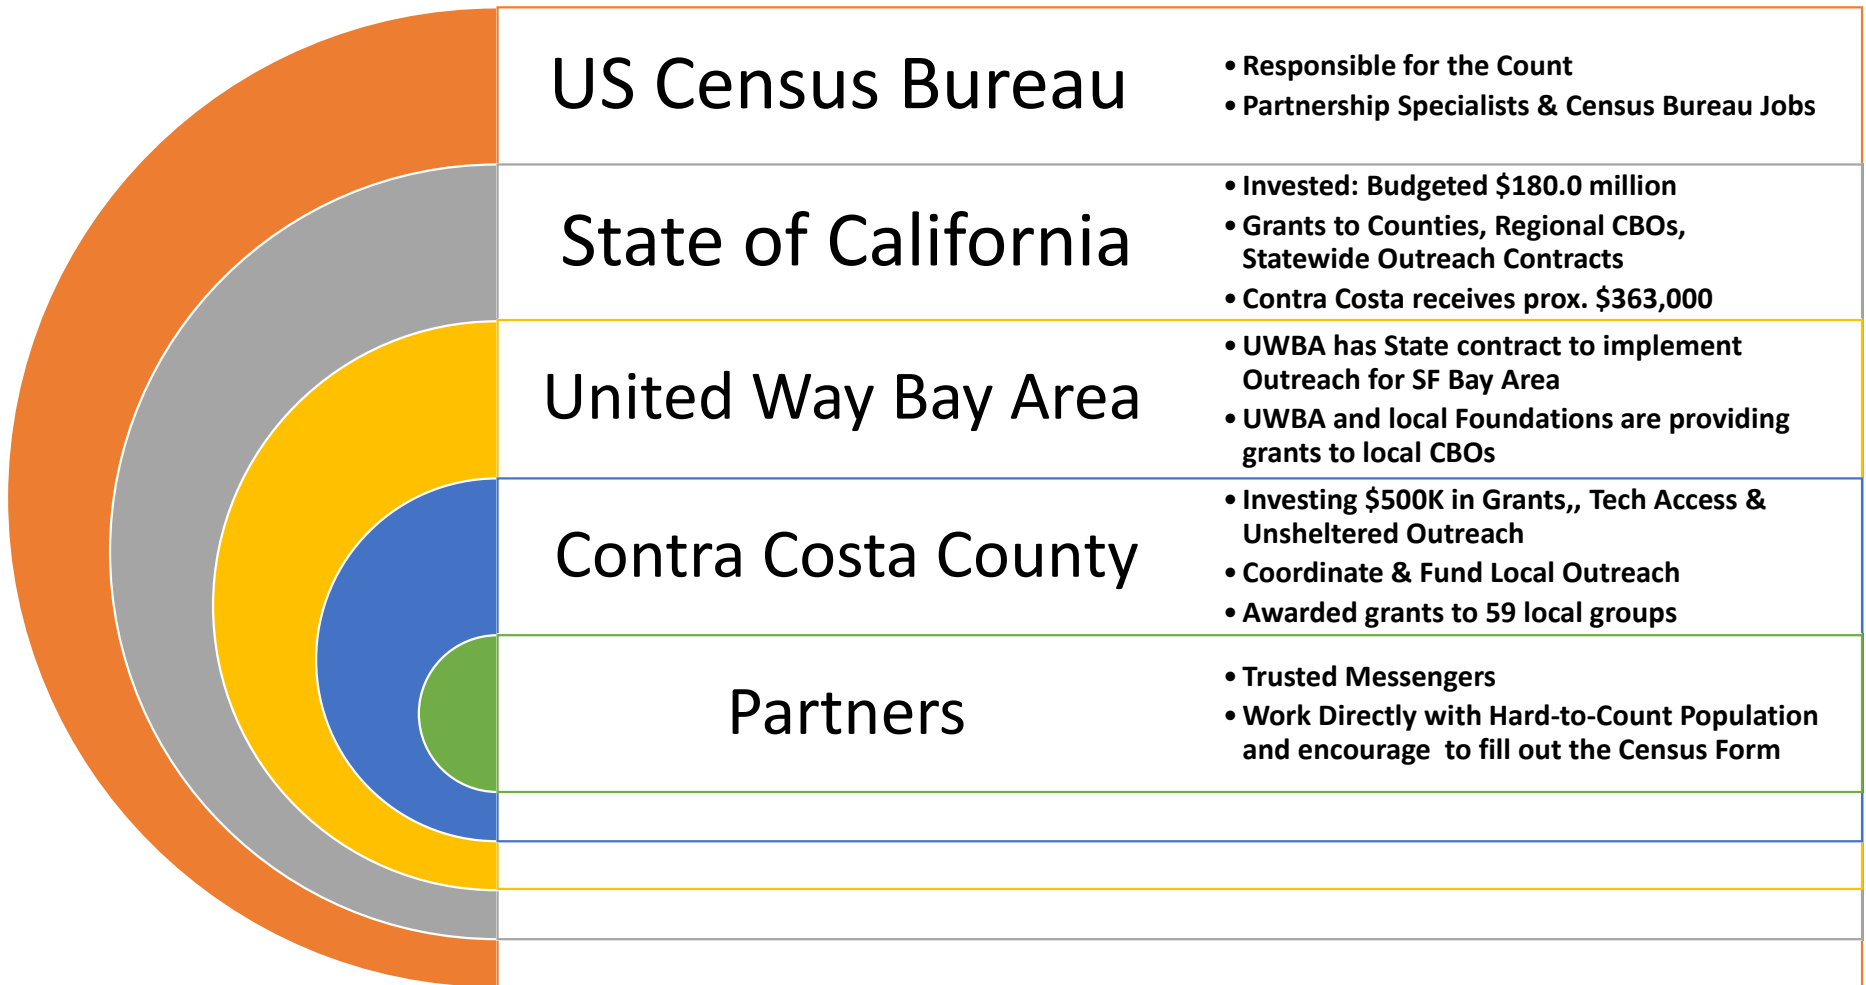 US Census Bureau
• Responsible for the Count
• Partnership Specialists & Census Bureau Jobs
State of California
• Invested: Budgeted $180.0 million
• Grants to Counties, Regional CBOs,
Statewide Outreach Contracts
• Contra Costa receives prox. $363,000
United Way Bay Area
• UWBA has State contract to implement
Outreach for SF Bay Area
• UWBA and local Foundations are providing
grants to local CBOs
Contra Costa County
• Investing $500K in Grants,, Tech Access &
Unsheltered Outreach
• Coordinate & Fund Local Outreach
• Awarded grants to 59 local groups
Partners
• Trusted Messengers
• Work Directly with Hard-to-Count Population
and encourage  to fill out the Census Form